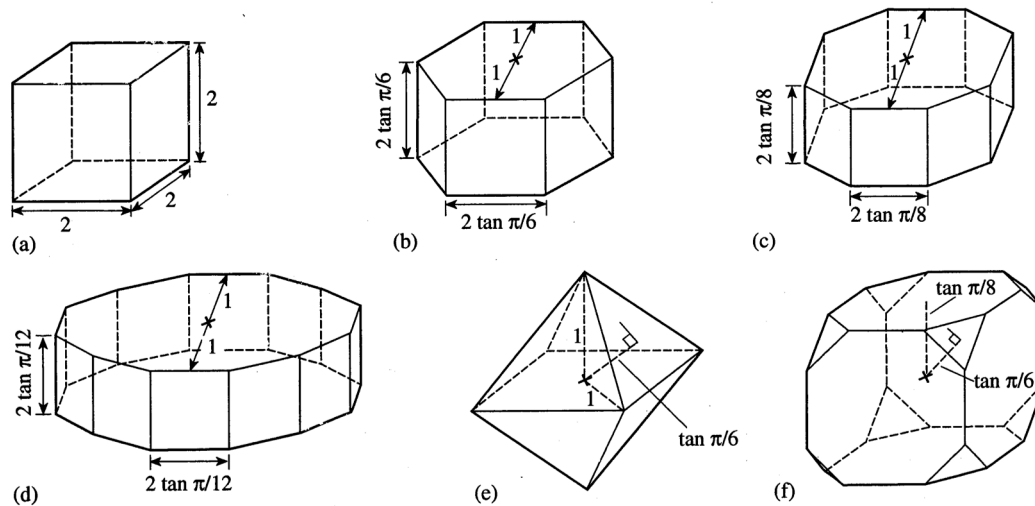 2
2
2
(a)
1
1
2 tan π/6
2 tan π/6
(b)
1
1
2 tan π/8
2 tan π/8
(c)
1
1
2 tan π/12
2 tan π/12
(d)
1
1
tan π/6
(e)
tan π/8
tan π/6
(f)